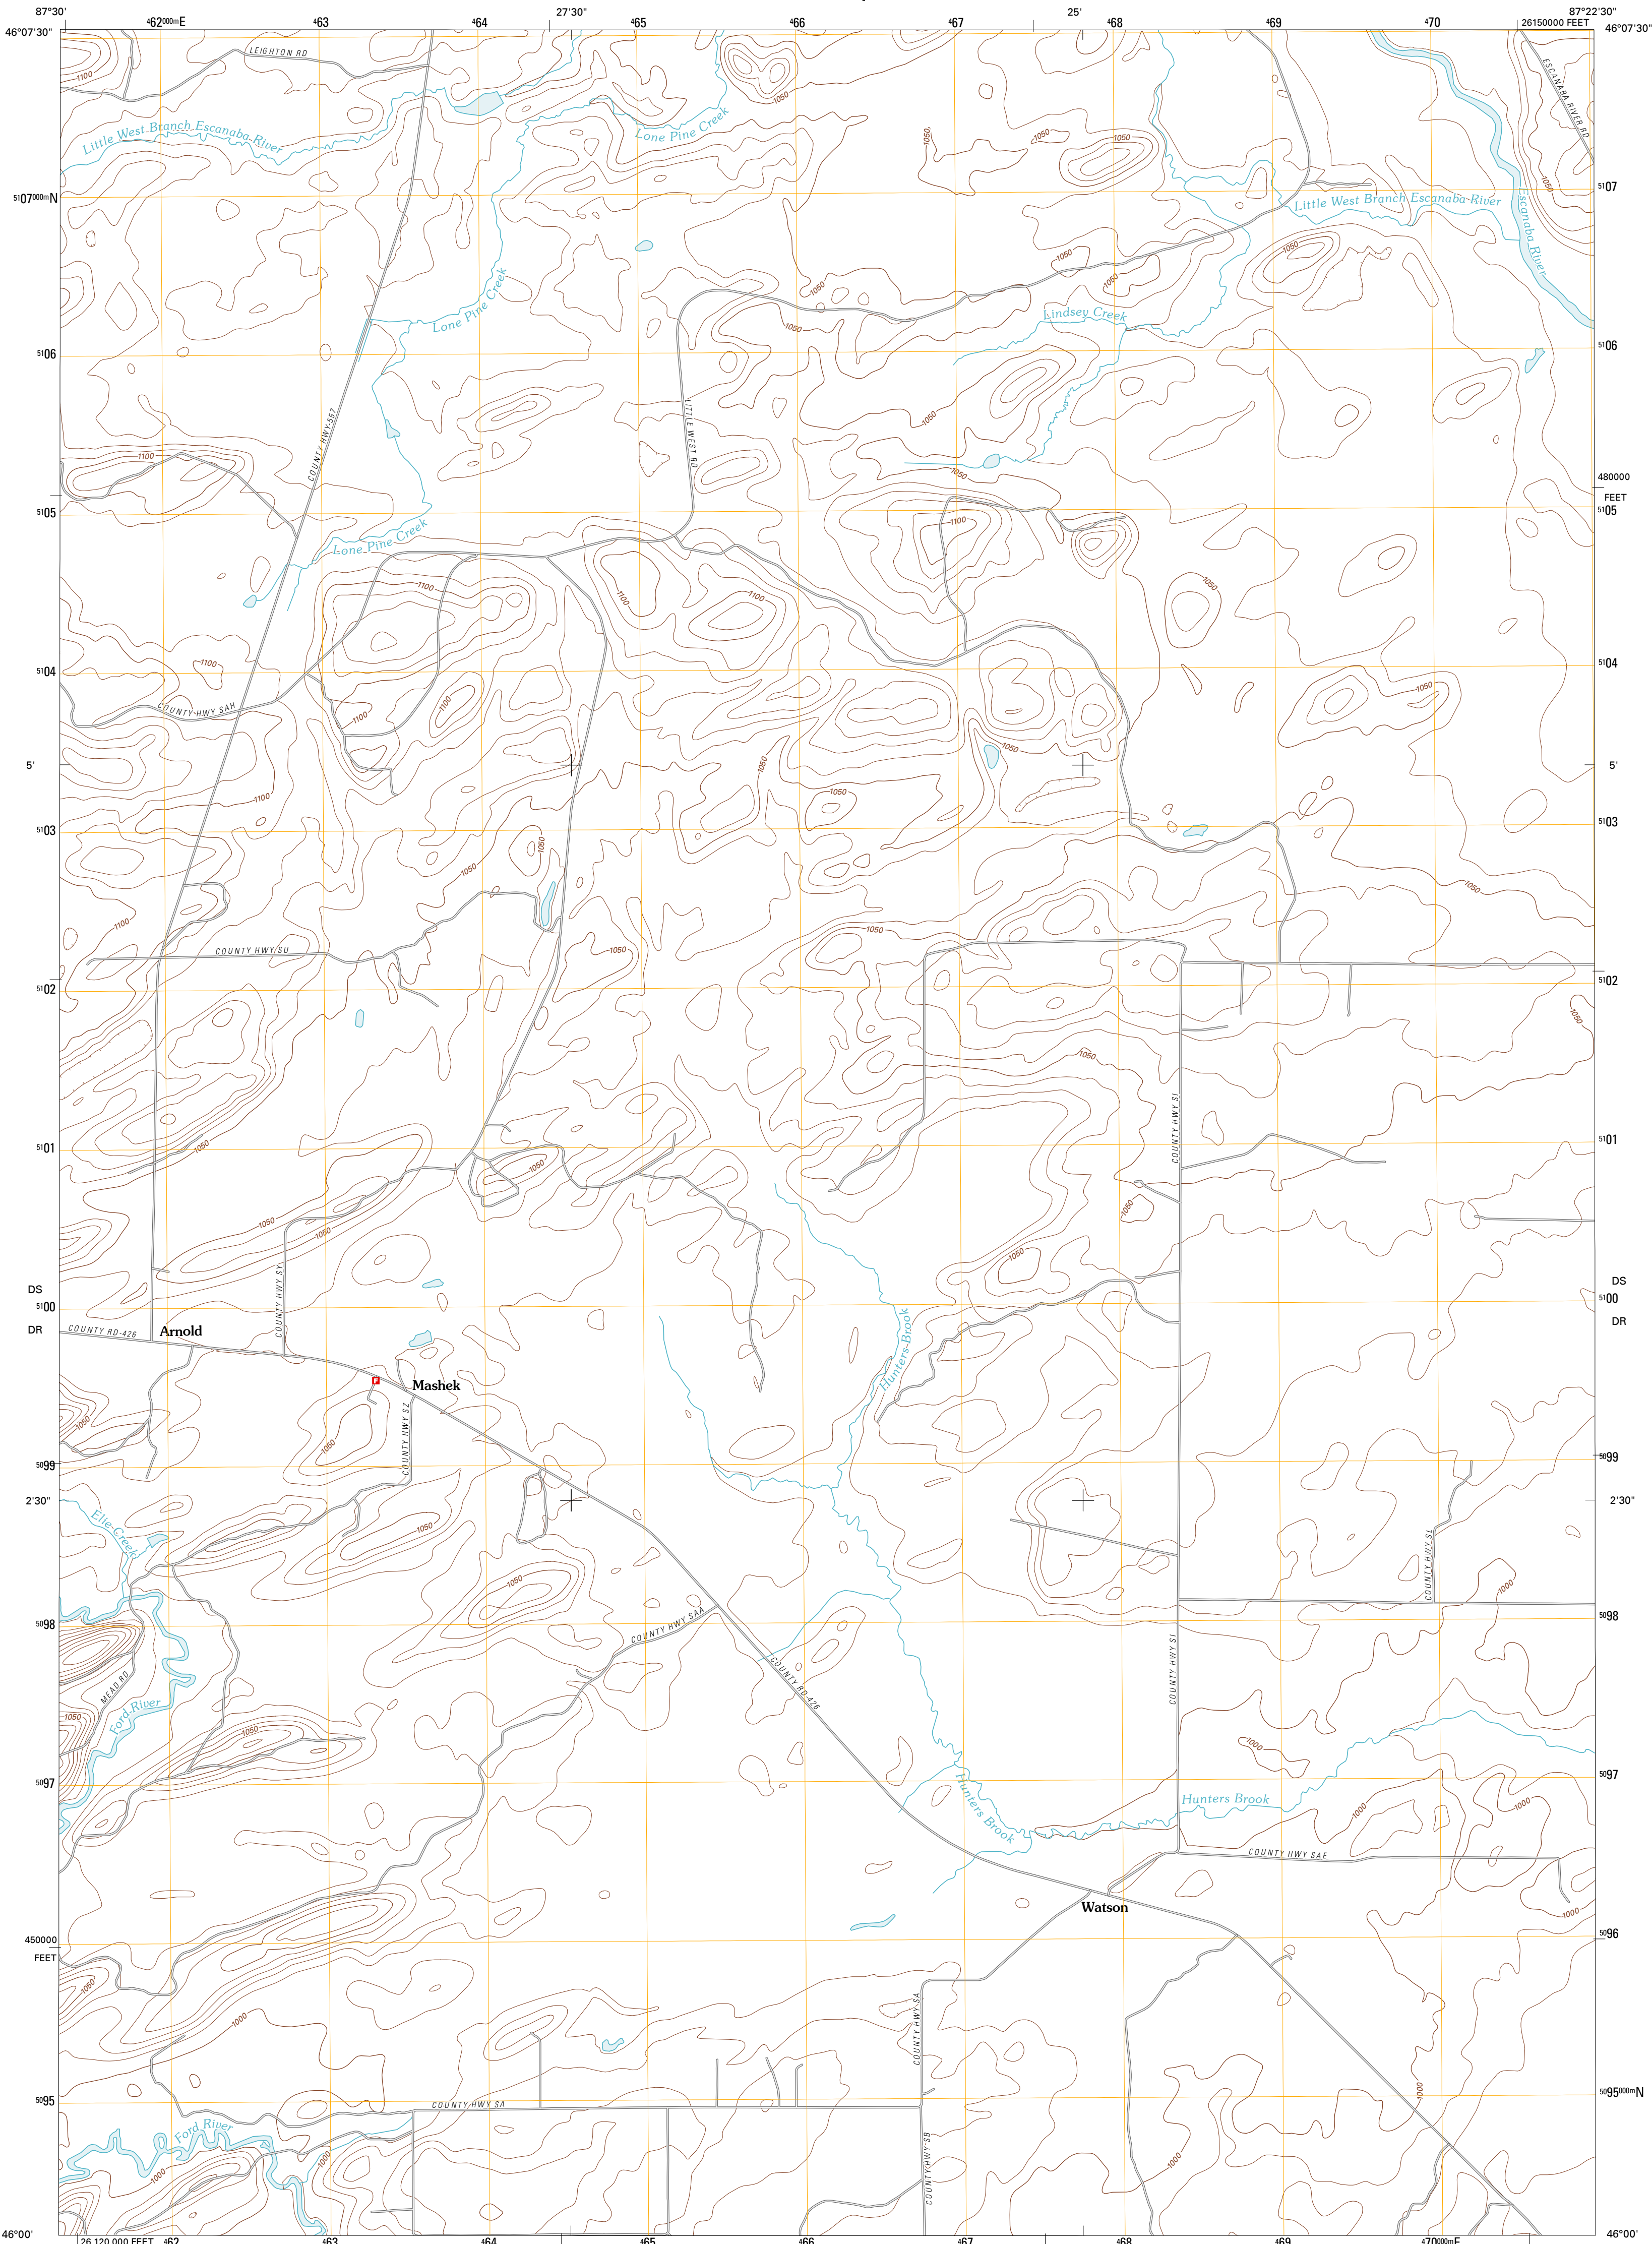 87°30'
⁴62⁰⁰⁰ᵐE
⁴63
⁴64
27'30"
⁴65
⁴66
⁴67
25'
⁴68
⁴69
⁴70
26150000 FEET
87°22'30"
46°07'30"
46°07'30"
LEIGHTON RD
ESCANABA RIVER RD
1100
1050
Little West Branch Escanaba River
Lone Pine Creek
1050
1050
1050
1050
⁵¹07⁰⁰⁰ᵐN
⁵¹07
Little West Branch Escanaba River
Escanaba River
1050
1050
1050
Lone Pine Creek
1050
1050
Lindsey Creek
⁵¹06
⁵¹06
COUNTY HWY-557
LITTLE WEST RD
1050
1100
1050
480000
FEET
⁵¹05
⁵¹05
Lone Pine Creek
1100
1100
1100
1100
1050
1100
⁵¹04
⁵¹04
COUNTY HWY SAH
1100
1100
1050
5'
1050
1050
5'
1100
1050
⁵¹03
⁵¹03
1050
1050
1050
1100
COUNTY HWY SU
1050
1050
⁵¹02
⁵¹02
1050
1050
COUNTY HWY SI
⁵¹01
⁵¹01
1050
1050
1050
1050
1050
1050
COUNTY HWY SY
DS
DS
⁵¹00
⁵¹00
DR
DR
COUNTY RD-426
Arnold
Hunters Brook
F
Mashek
1050
1050
COUNTY HWY SZ
⁵⁰99
⁵⁰99
2'30"
2'30"
Elie Creek
1050
COUNTY HWY SL
1050
1000
⁵⁰98
⁵⁰98
COUNTY HWY SAA
COUNTY HWY SI
MEAD RD
COUNTY RD-426
Ford River
1050
1050
1000
⁵⁰97
⁵⁰97
Hunters Brook
Hunters Brook
1000
1000
COUNTY HWY SAE
Watson
1000
450000
FEET
⁵⁰96
⁵⁰96
1050
1000
COUNTY HWY SA
⁵⁰95
⁵⁰95⁰⁰⁰ᵐN
1000
COUNTY HWY SA
Ford River
COUNTY HWY SB
1000
1000
1000
46°00'
46°00'
26 120 000 FEET
⁴62
⁴63
⁴64
⁴65
⁴66
⁴67
⁴68
⁴69
⁴70⁰⁰⁰ᵐE